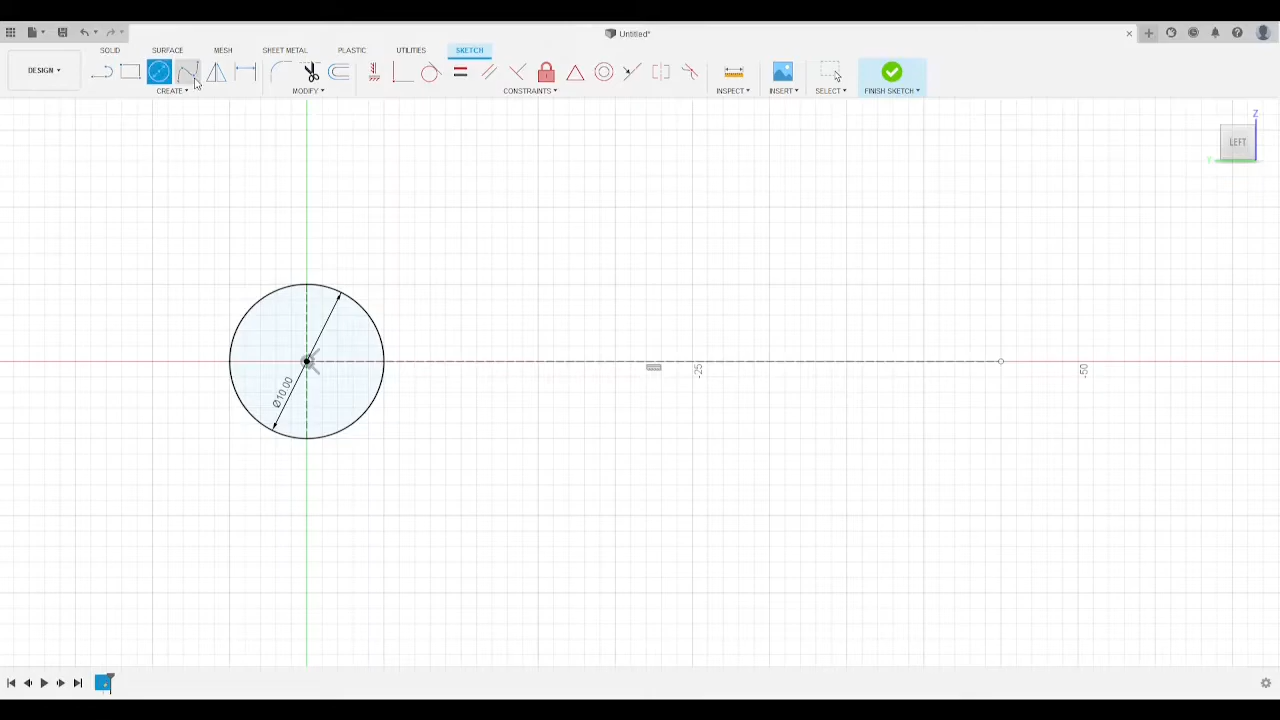 Untitled*
SOLID SURFACE MESH SHEET METAL PLASTIC UTILITIES SKETCH
DESIGN
CREATE MODIFY CONSTRAINTS INSPECT INSERT SELECT FINISH SKETCH
Z
LEFT
Ø10.00
-25
-50